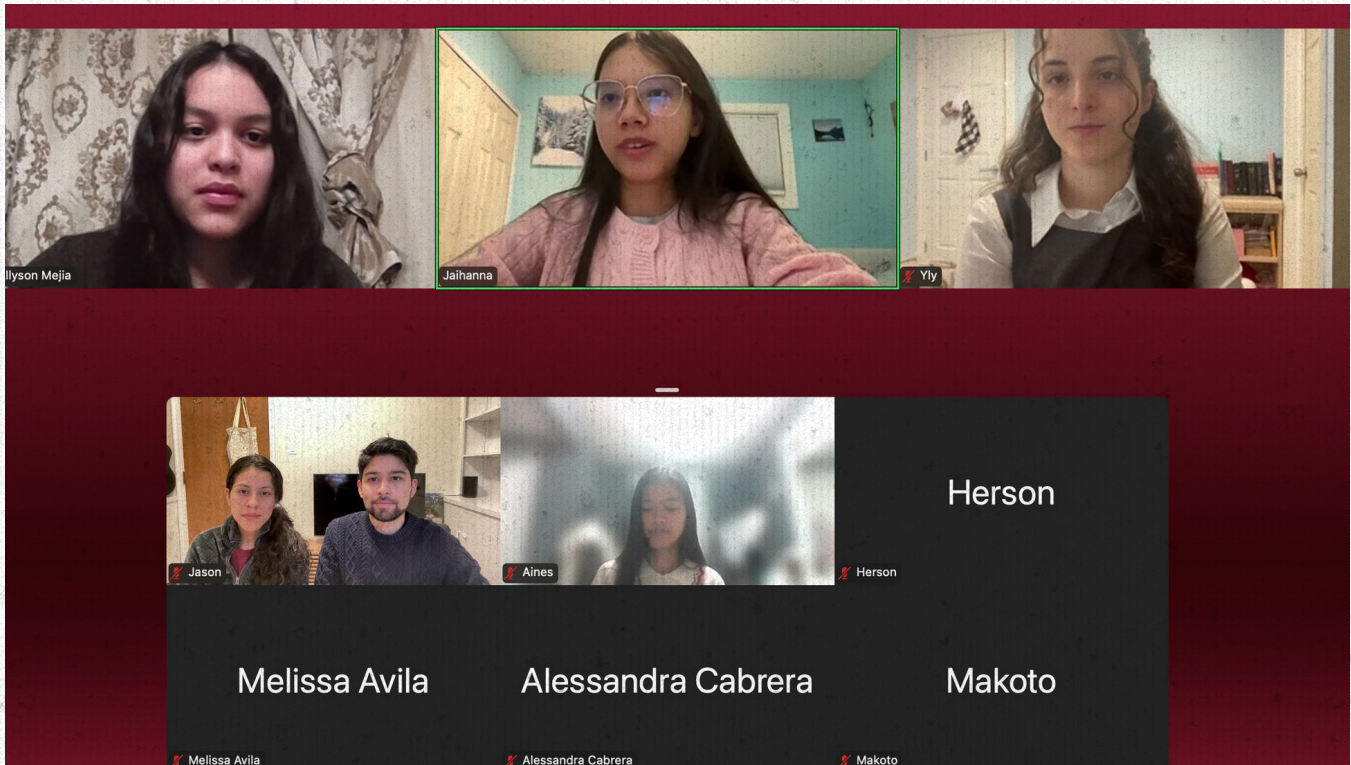 llyson Mejia
Jaihanna
Yly
Herson
Jason
Aines
Herson
Melissa Avila
Alessandra Cabrera
Makoto
Melissa Avila
Alessandra Cabrera
Makoto